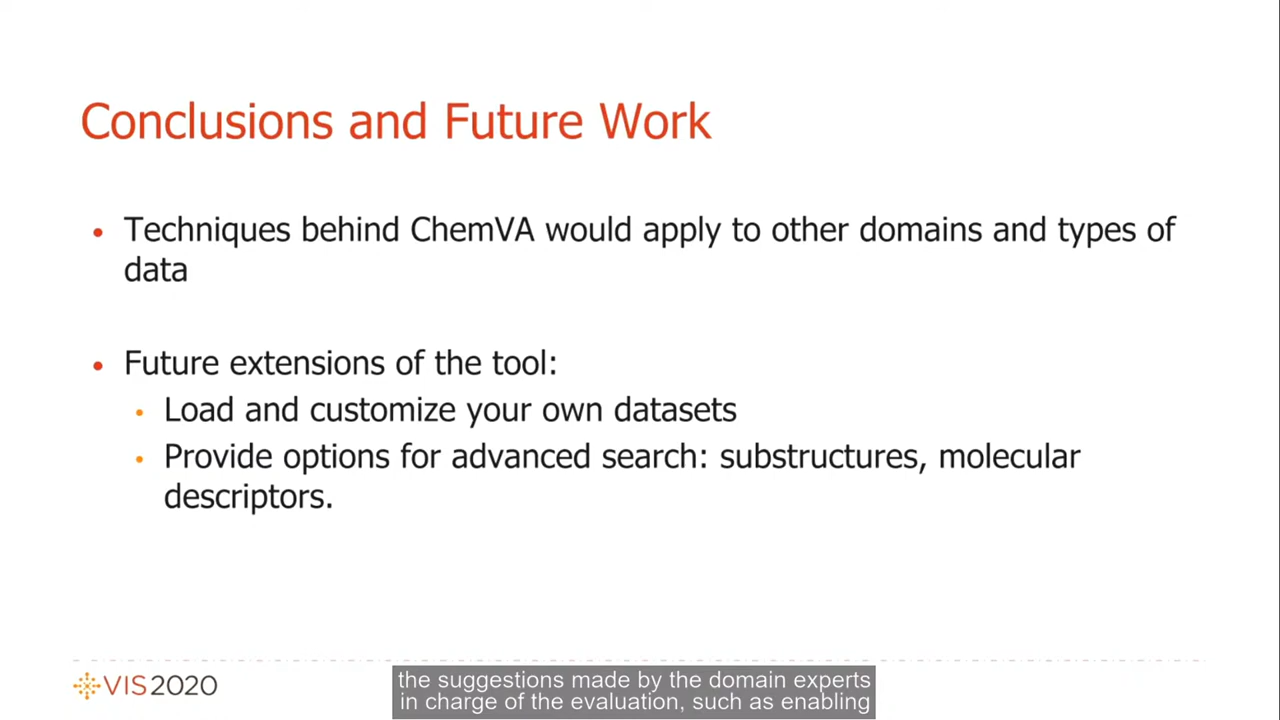 Conclusions and Future Work
• Techniques behind ChemVA would apply to other domains and types of
data
• Future extensions of the tool:
• Load and customize your own datasets
• Provide options for advanced search: substructures, molecular
descriptors.
VIS2020
the suggestions made by the domain experts
in charge of the evaluation, such as enabling